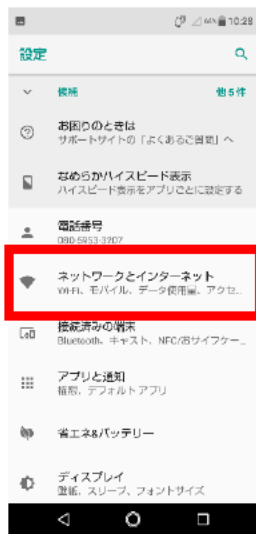 10:28
設定
候補 他5件
お困りのときは
サポートサイトの「よくあるご質問」へ
なめらかハイスピード表示
ハイスピード表示をアプリごとに設定する
電話番号
080-5953-3207
ネットワークとインターネット
Wi-Fi、モバイル、データ使用量、アクセ...
接続済みの端末
Bluetooth、キャスト、NFC/おサイフケー...
アプリと通知
権限、デフォルト アプリ
省エネ&バッテリー
ディスプレイ
壁紙、スリープ、フォントサイズ